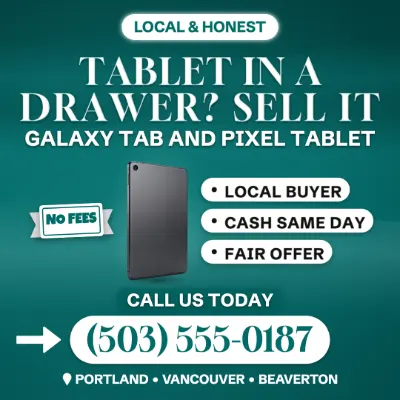 LOCAL & HONEST
TABLET IN A
DRAWER? SELL IT
GALAXY TAB AND PIXEL TABLET
NO FEES
• LOCAL BUYER
• CASH SAME DAY
• FAIR OFFER
CALL US TODAY
(503) 555-0187
PORTLAND • VANCOUVER • BEAVERTON